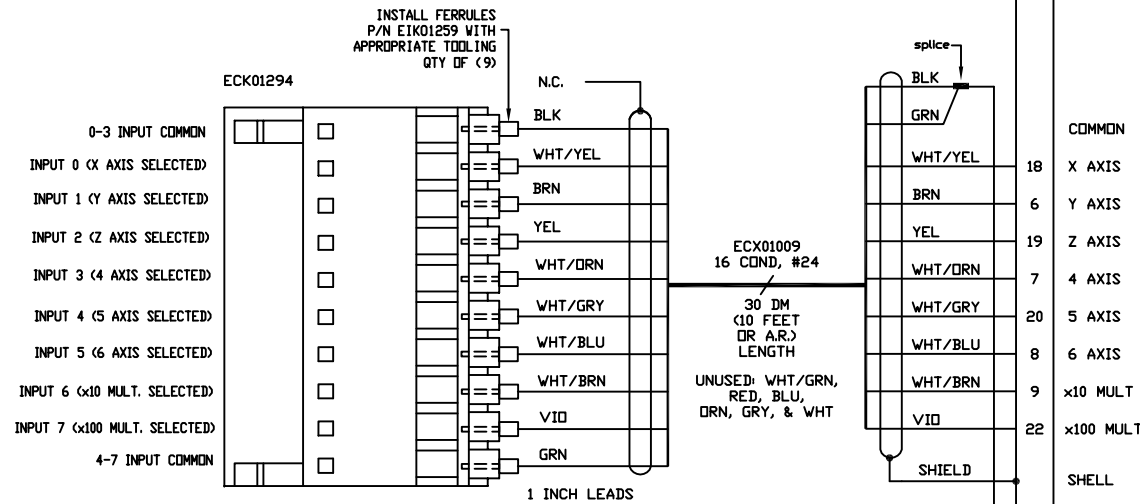 INSTALL FERRULES
P/N EIK01259 WITH
APPROPRIATE TOOLING
QTY OF (9)
ECK01294
N.C.
splice
BLK
GRN
0-3 INPUT COMMON
BLK
COMMON
INPUT 0 (X AXIS SELECTED)
WHT/YEL
WHT/YEL
18
X AXIS
INPUT 1 (Y AXIS SELECTED)
BRN
BRN
6
Y AXIS
INPUT 2 (Z AXIS SELECTED)
YEL
YEL
19
Z AXIS
INPUT 3 (4 AXIS SELECTED)
WHT/ORN
WHT/ORN
7
4 AXIS
INPUT 4 (5 AXIS SELECTED)
WHT/GRY
WHT/GRY
20
5 AXIS
INPUT 5 (6 AXIS SELECTED)
WHT/BLU
WHT/BLU
8
6 AXIS
INPUT 6 (x10 MULT. SELECTED)
WHT/BRN
WHT/BRN
9
x10 MULT
INPUT 7 (x100 MULT. SELECTED)
VIO
VIO
22
x100 MULT
4-7 INPUT COMMON
GRN
ECX01009
16 COND, #24
30 DM
(10 FEET
OR A.R.)
LENGTH
UNUSED: WHT/GRN,
RED, BLU,
ORN, GRY, & WHT
SHIELD
SHELL
1 INCH LEADS